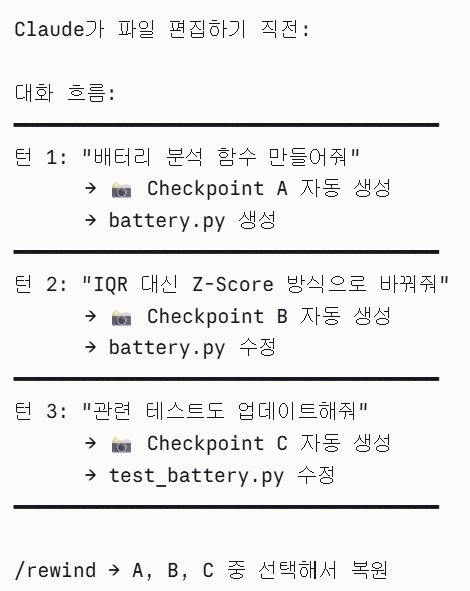 Claude가 파일 편집하기 직전:
대화 흐름:
턴 1: "배터리 분석 함수 만들어줘"
→ 📸 Checkpoint A 자동 생성
→ battery.py 생성
턴 2: "IQR 대신 Z-Score 방식으로 바꿔줘"
→ 📸 Checkpoint B 자동 생성
→ battery.py 수정
턴 3: "관련 테스트도 업데이트해줘"
→ 📸 Checkpoint C 자동 생성
→ test_battery.py 수정
/rewind → A, B, C 중 선택해서 복원